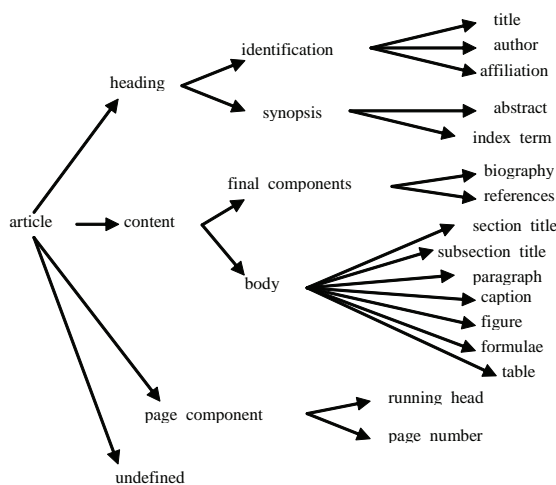 title
identification
author
heading
affiliation
abstract
synopsis
index term
biography
final components
references
article
content
section title
subsection title
body
paragraph
caption
figure
formulae
table
running head
page component
page number
undefined